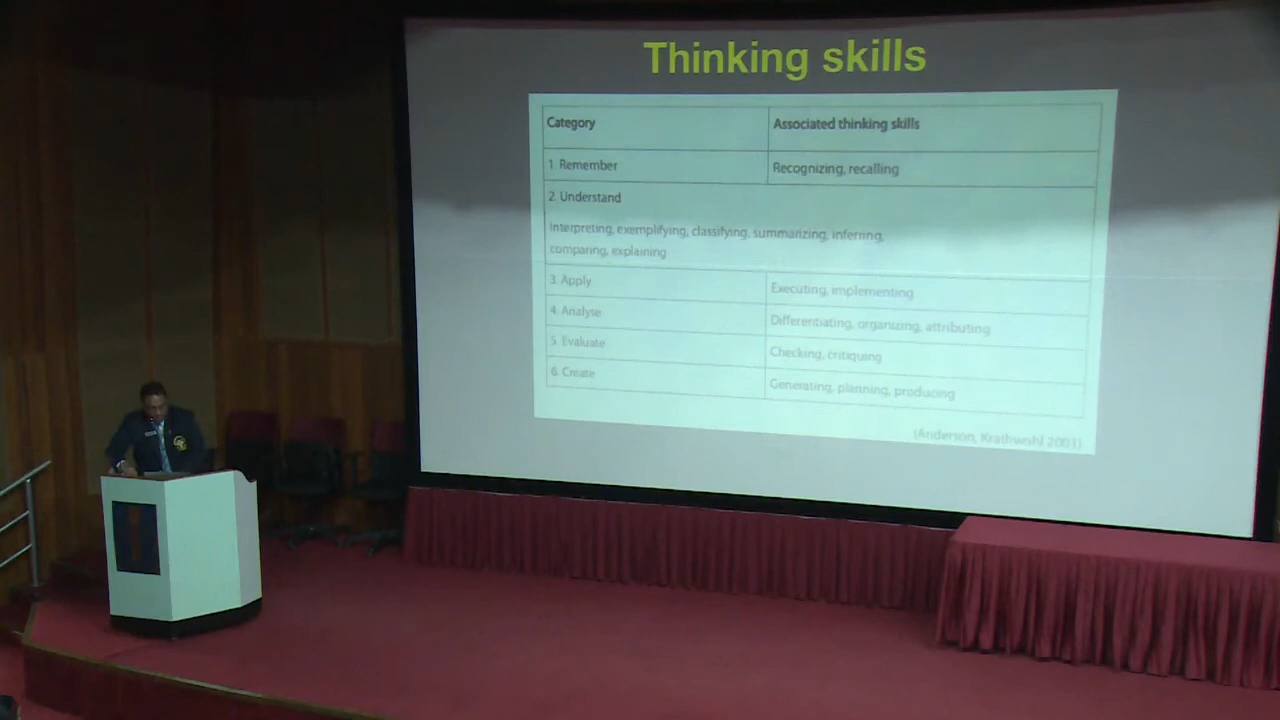 Thinking skills
Category Associated thinking skills
1. Remember Recognizing, recalling
2. Understand
Interpreting, exemplifying, classifying, summarizing, inferring,
comparing, explaining
3. Apply Executing, implementing
4. Analyse Differentiating, organizing, attributing
5. Evaluate Checking, critiquing
6. Create Generating, planning, producing
(Anderson, Krathwohl 2001)